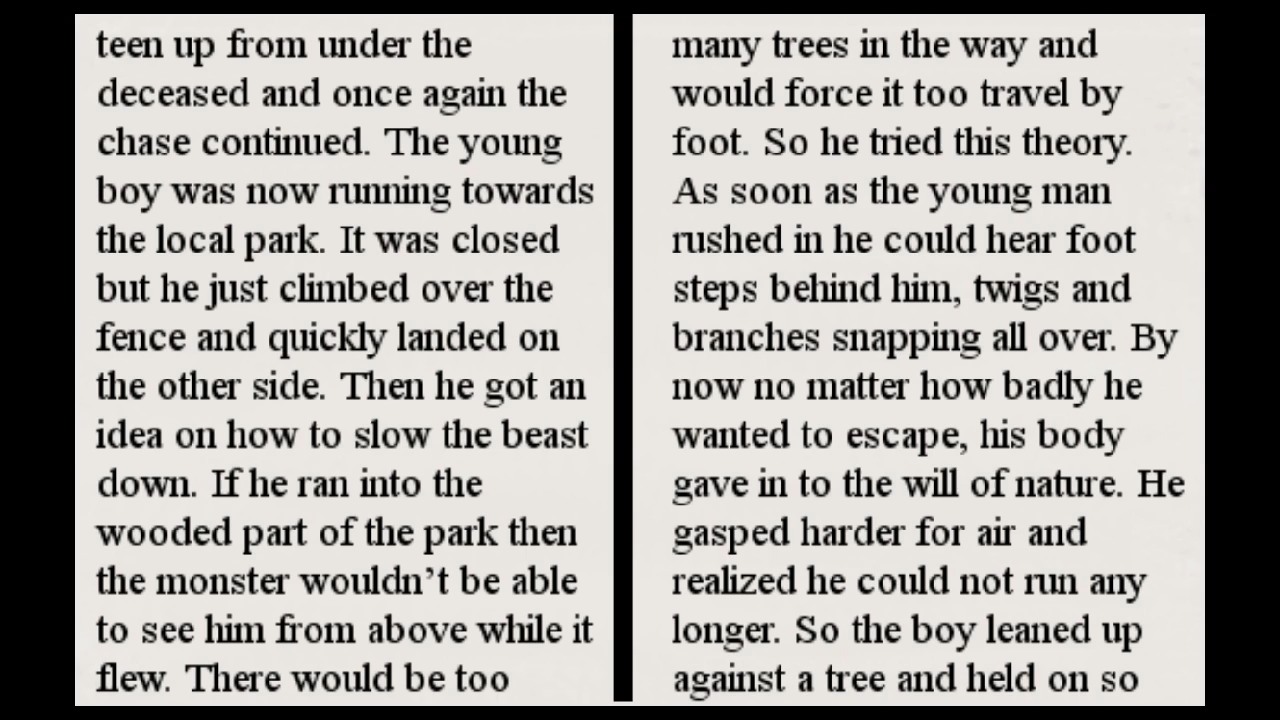 teen up from under the
deceased and once again the
chase continued. The young
boy was now running towards
the local park. It was closed
but he just climbed over the
fence and quickly landed on
the other side. Then he got an
idea on how to slow the beast
down. If he ran into the
wooded part of the park then
the monster wouldn’t be able
to see him from above while it
flew. There would be too
many trees in the way and
would force it too travel by
foot. So he tried this theory.
As soon as the young man
rushed in he could hear foot
steps behind him, twigs and
branches snapping all over. By
now no matter how badly he
wanted to escape, his body
gave in to the will of nature. He
gasped harder for air and
realized he could not run any
longer. So the boy leaned up
against a tree and held on so